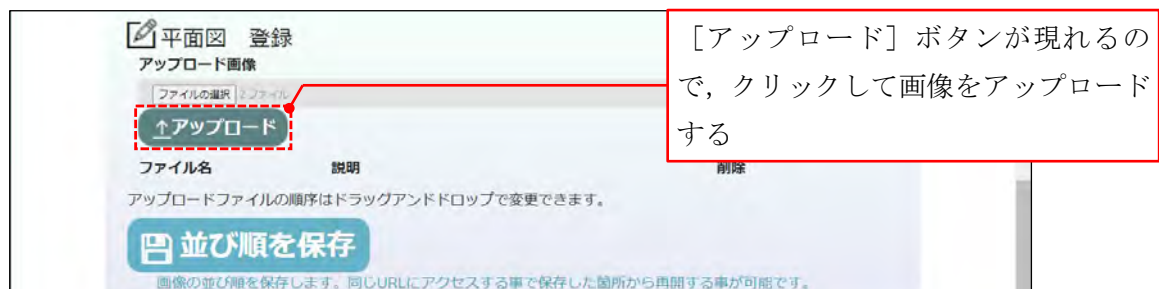 平面図 登録
アップロード画像
ファイルの選択 2 ファイル
↑アップロード
ファイル名 説明 削除
アップロードファイルの順序はドラッグアンドドロップで変更できます。
並び順を保存
画像の並び順を保存します。同じURLにアクセスする事で保存した箇所から再開する事が可能です。
［アップロード］ボタンが現れるの
で，クリックして画像をアップロード
する